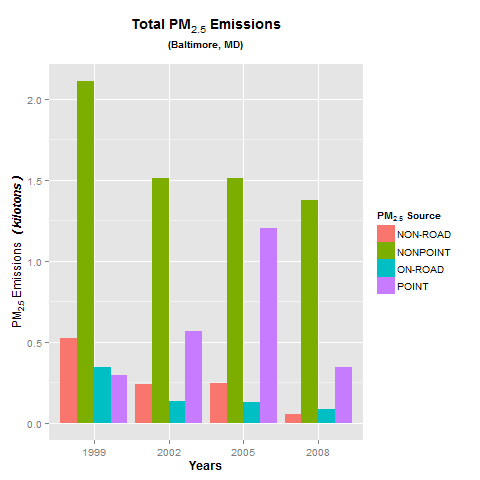 Total PM2.5 Emissions
(Baltimore, MD)
PM2.5 Emissions ( kilotons )
2.0
1.5
1.0
0.5
0.0
1999
2002
2005
2008
Years
PM2.5 Source
NON-ROAD
NONPOINT
ON-ROAD
POINT